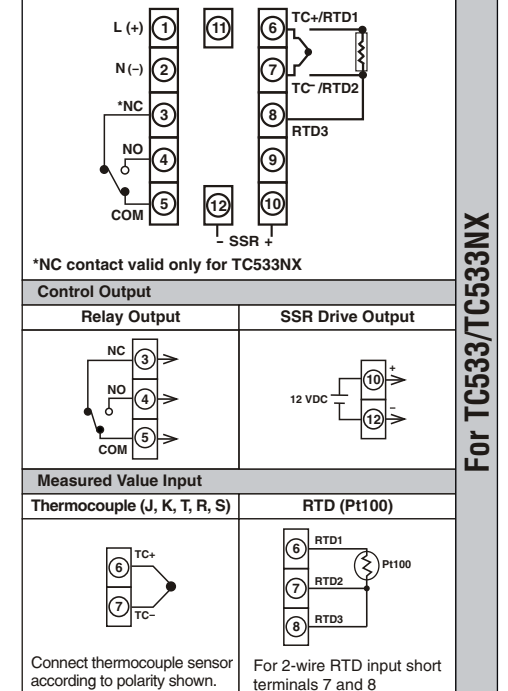 L (+) 1 11 6 TC+/RTD1
N (–) 2 7 TC– /RTD2
*NC 3 8 RTD3
NO 4 9
COM 5 12 10
– SSR +
*NC contact valid only for TC533NX
Control Output
Relay Output
SSR Drive Output
NC 3
NO 4
COM 5
12 VDC
10 +
12 –
Measured Value Input
Thermocouple (J, K, T, R, S)
RTD (Pt100)
6 TC+
7 TC–
Connect thermocouple sensor
according to polarity shown.
6 RTD1
Pt100
7 RTD2
8 RTD3
For 2-wire RTD input short
terminals 7 and 8
For TC533/TC533NX